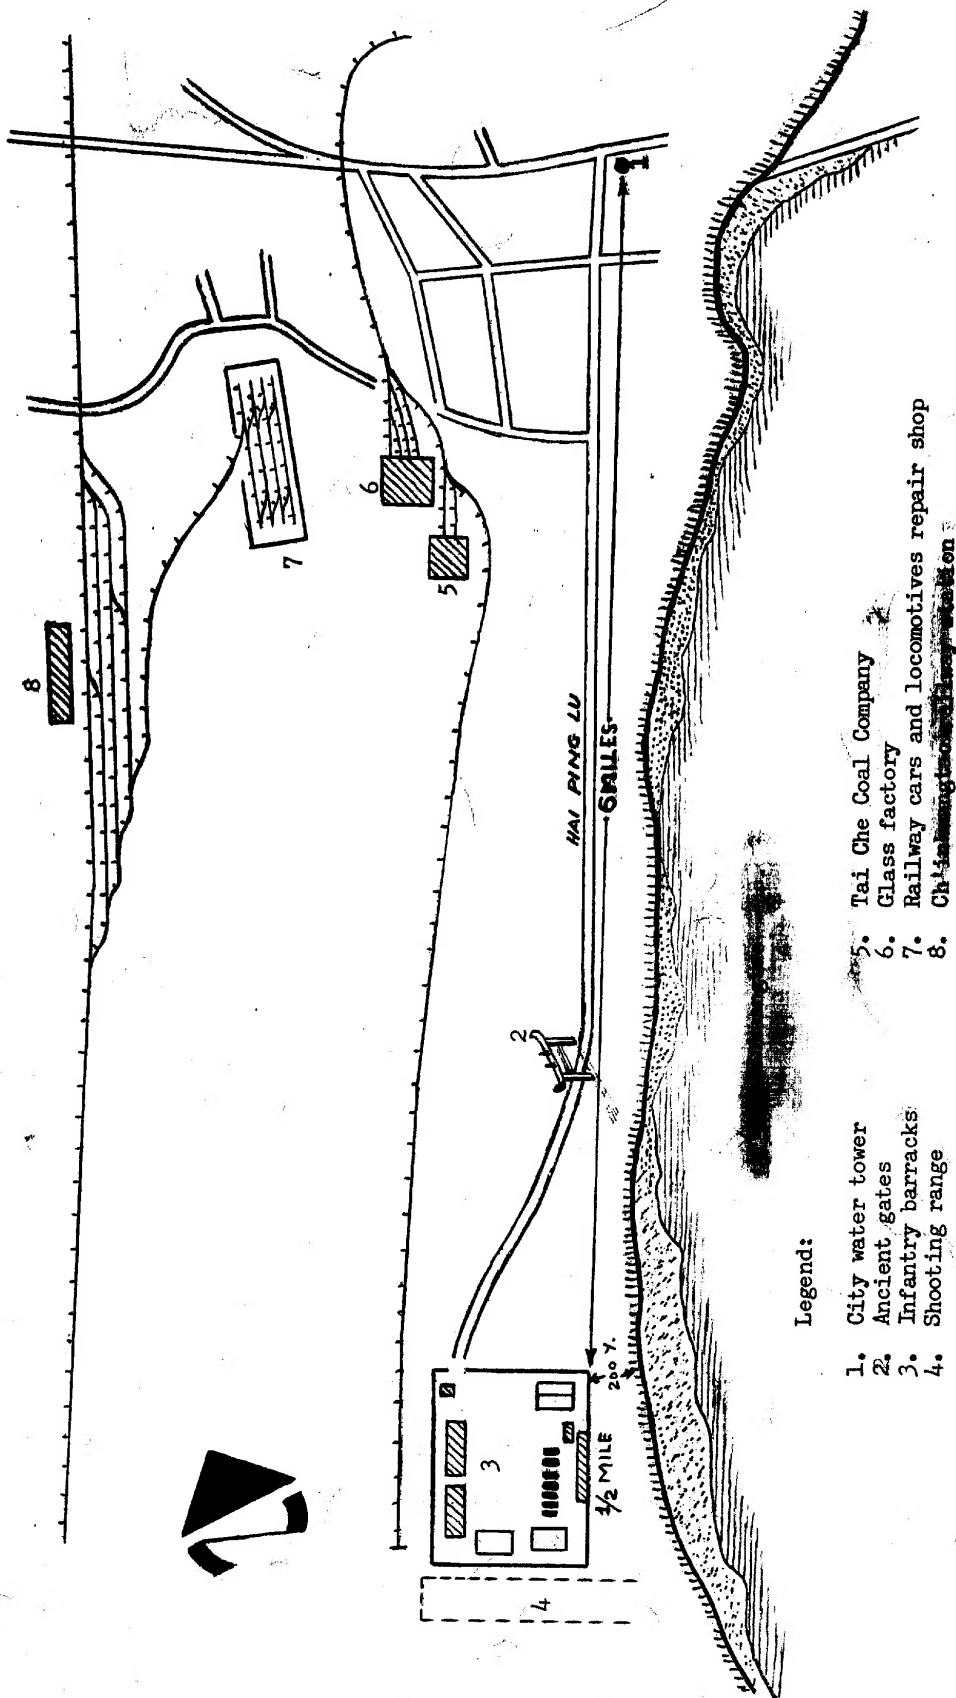 8
7
6
5
HAI PING LU
6 MILES
1
2
3
4
1/2 MILE
200 Y.
Legend:
1. City water tower
2. Ancient gates
3. Infantry barracks
4. Shooting range
5. Tai Che Coal Company
6. Glass factory
7. Railway cars and locomotives repair shop
8.